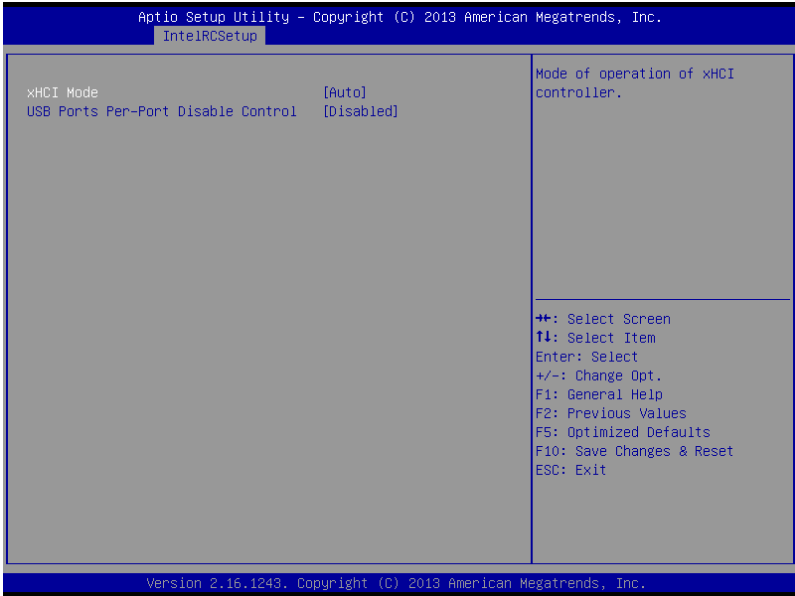 Aptio Setup Utility – Copyright (C) 2013 American Megatrends, Inc.
IntelRCSetup
xHCI Mode [Auto]
USB Ports Per-Port Disable Control [Disabled]
Mode of operation of xHCI
controller.
→←: Select Screen
↑↓: Select Item
Enter: Select
+/-: Change Opt.
F1: General Help
F2: Previous Values
F5: Optimized Defaults
F10: Save Changes & Reset
ESC: Exit
Version 2.16.1243. Copyright (C) 2013 American Megatrends, Inc.